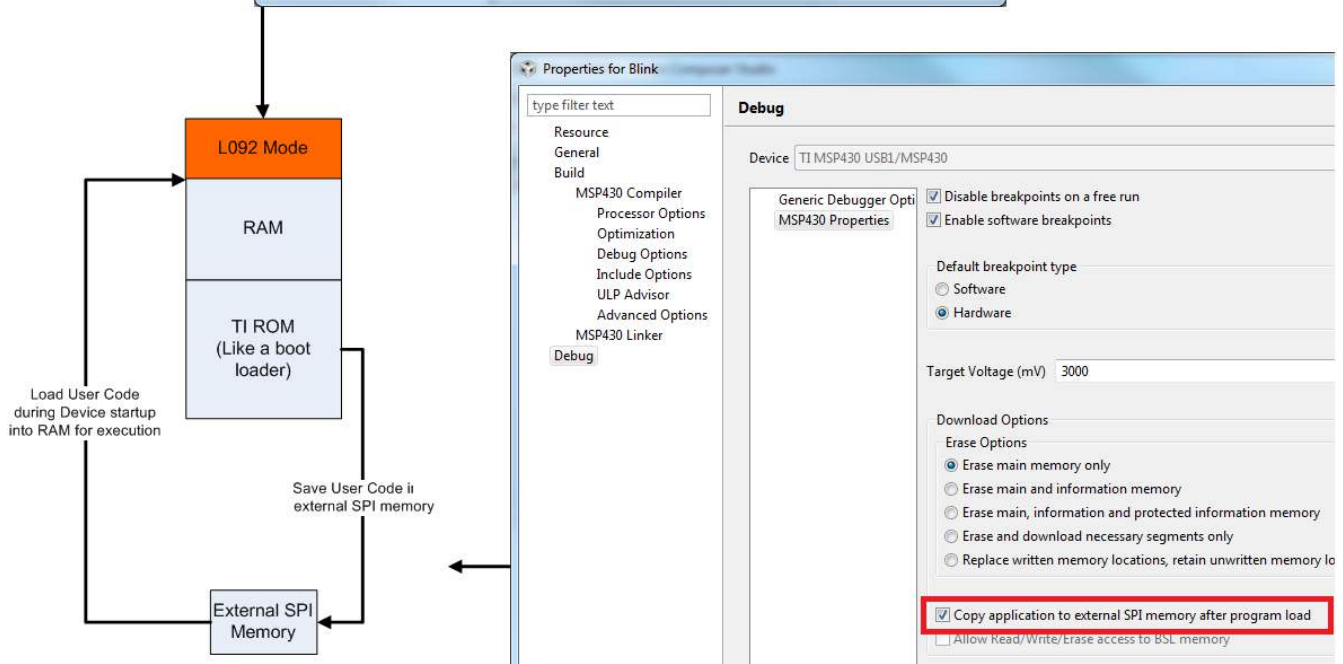 L092 Mode
RAM
TI ROM
(Like a boot
loader)
Load User Code
during Device startup
into RAM for execution
Save User Code
external SPI memory
External SPI
Memory
Properties for Blink
type filter text
Resource
General
Build
MSP430 Compiler
Processor Options
Optimization
Debug Options
Include Options
ULP Advisor
Advanced Options
MSP430 Linker
Debug
Debug
Device TI MSP430 USB1/MSP430
Generic Debugger Opti
MSP430 Properties
Disable breakpoints on a free run
Enable software breakpoints
Default breakpoint type
Software
Hardware
Target Voltage (mV) 3000
Download Options
Erase Options
Erase main memory only
Erase main and information memory
Erase main, information and protected information memory
Erase and download necessary segments only
Replace written memory locations, retain unwritten memory lo
Copy application to external SPI memory after program load
Allow Read/Write/Erase access to BSL memory